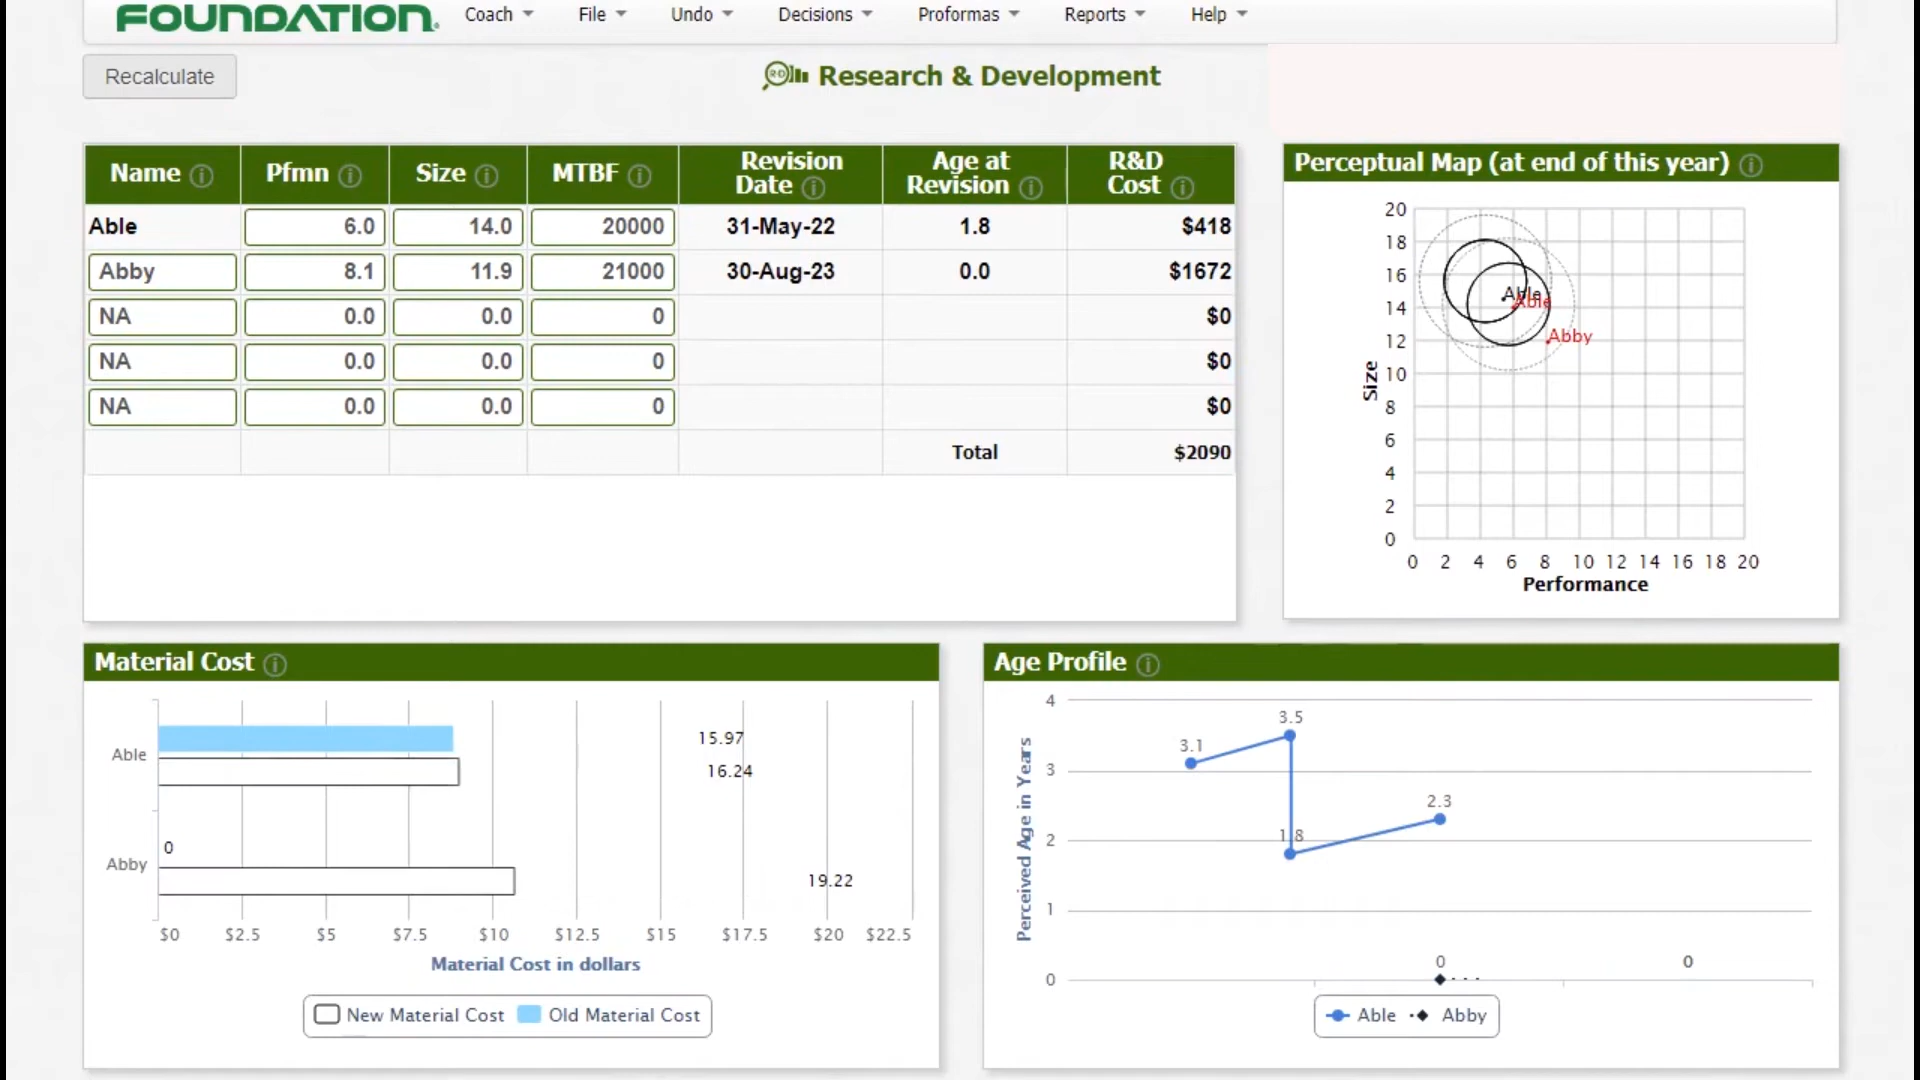 FOUNDATION®
Coach File Undo Decisions Proformas Reports Help
Recalculate
Research & Development
Name Pfmn Size MTBF Revision Date Age at Revision R&D Cost
Able 6.0 14.0 20000 31-May-22 1.8 $418
Abby 8.1 11.9 21000 30-Aug-23 0.0 $1672
NA 0.0 0.0 0 $0
NA 0.0 0.0 0 $0
NA 0.0 0.0 0 $0
Total $2090
Perceptual Map (at end of this year)
20
18
16
14
12
10
8
6
4
2
0
Size
Able
Able
Abby
0 2 4 6 8 10 12 14 16 18 20
Performance
Material Cost
Able
15.97
16.24
Abby
0
19.22
$0 $2.5 $5 $7.5 $10 $12.5 $15 $17.5 $20 $22.5
Material Cost in dollars
New Material Cost Old Material Cost
Age Profile
Perceived Age in Years
4
3
2
1
0
3.1
3.5
1.8
2.3
0
0
Able Abby